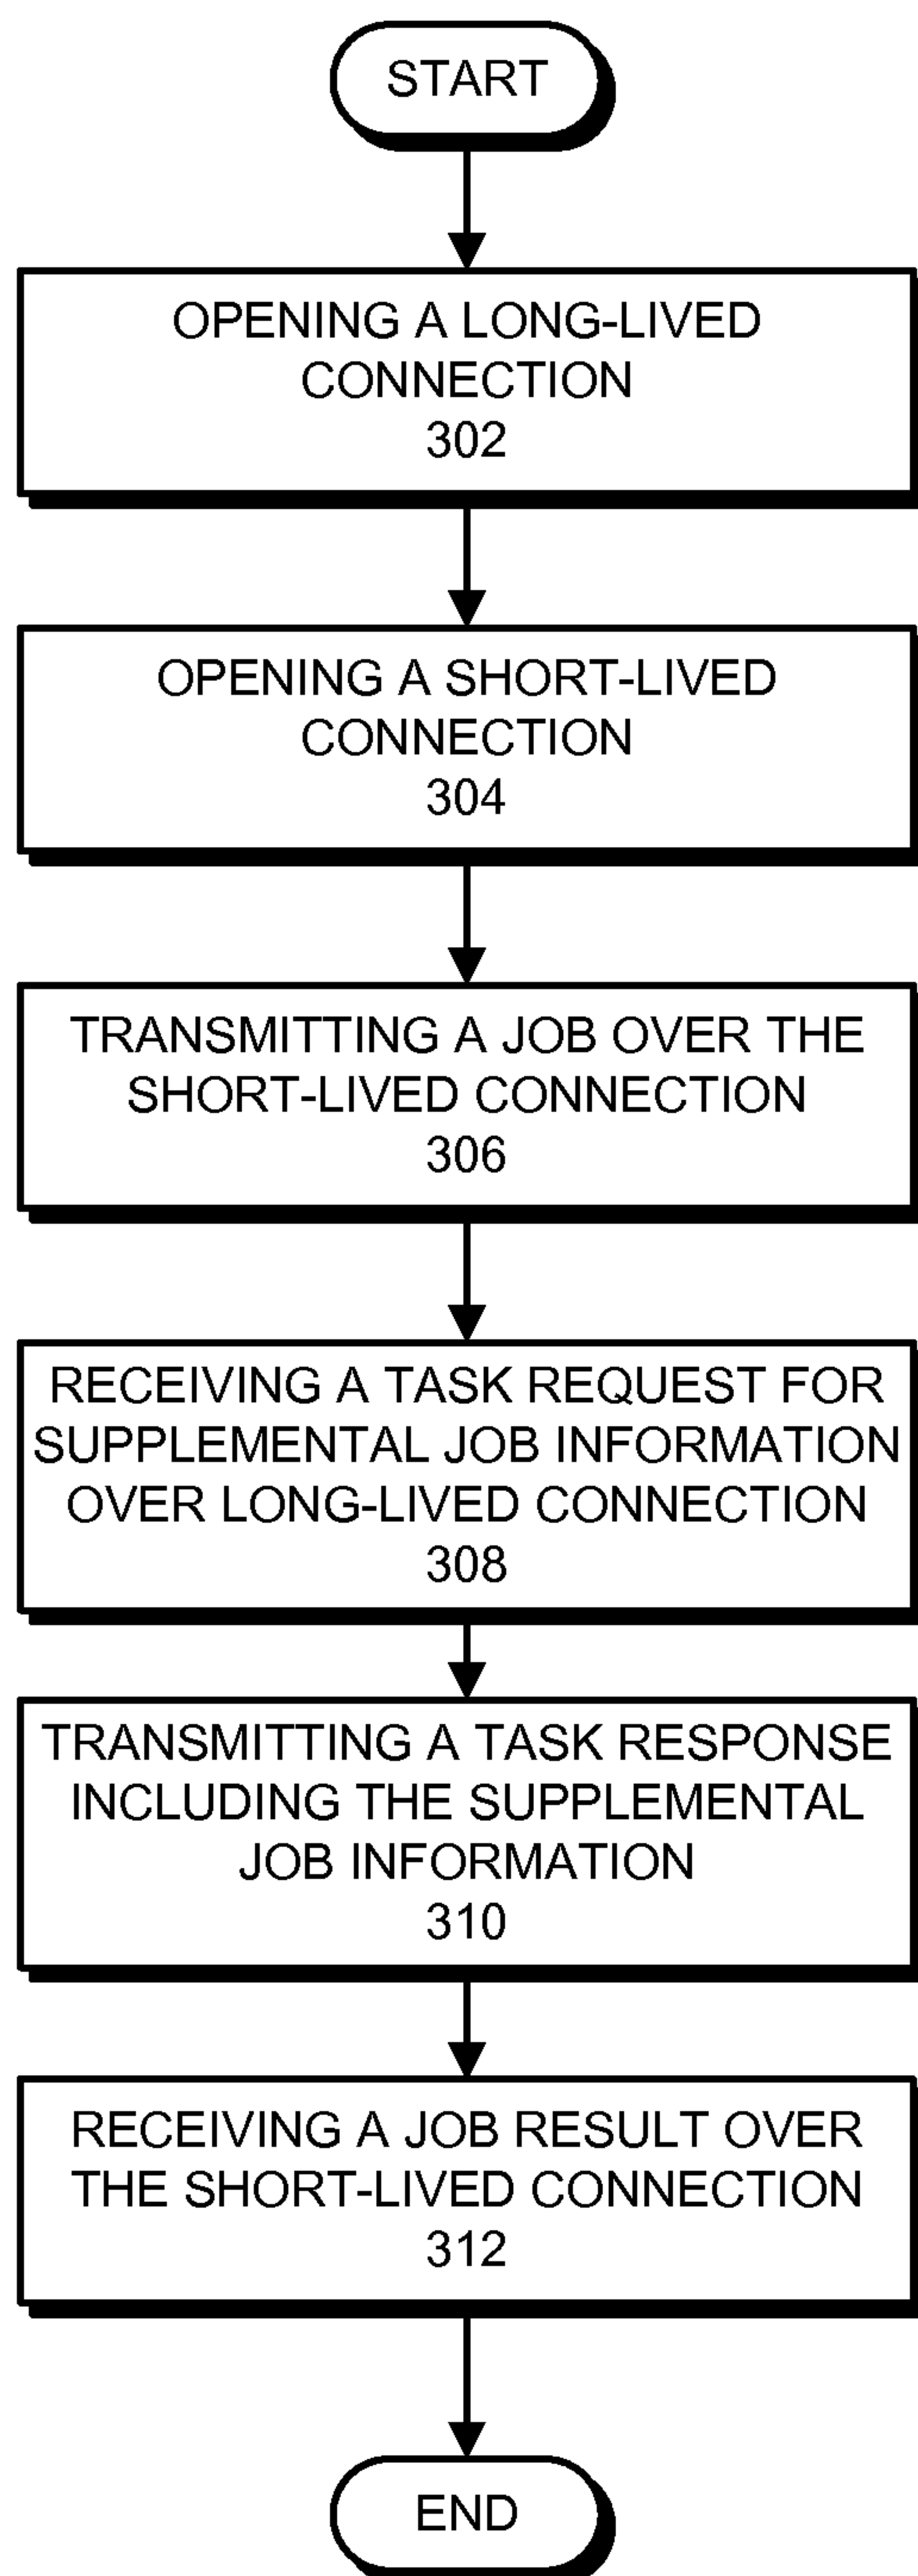 START
OPENING A LONG-LIVED
CONNECTION
302
OPENING A SHORT-LIVED
CONNECTION
304
TRANSMITTING A JOB OVER THE
SHORT-LIVED CONNECTION
306
RECEIVING A TASK REQUEST FOR
SUPPLEMENTAL JOB INFORMATION
OVER LONG-LIVED CONNECTION
308
TRANSMITTING A TASK RESPONSE
INCLUDING THE SUPPLEMENTAL
JOB INFORMATION
310
RECEIVING A JOB RESULT OVER
THE SHORT-LIVED CONNECTION
312
END